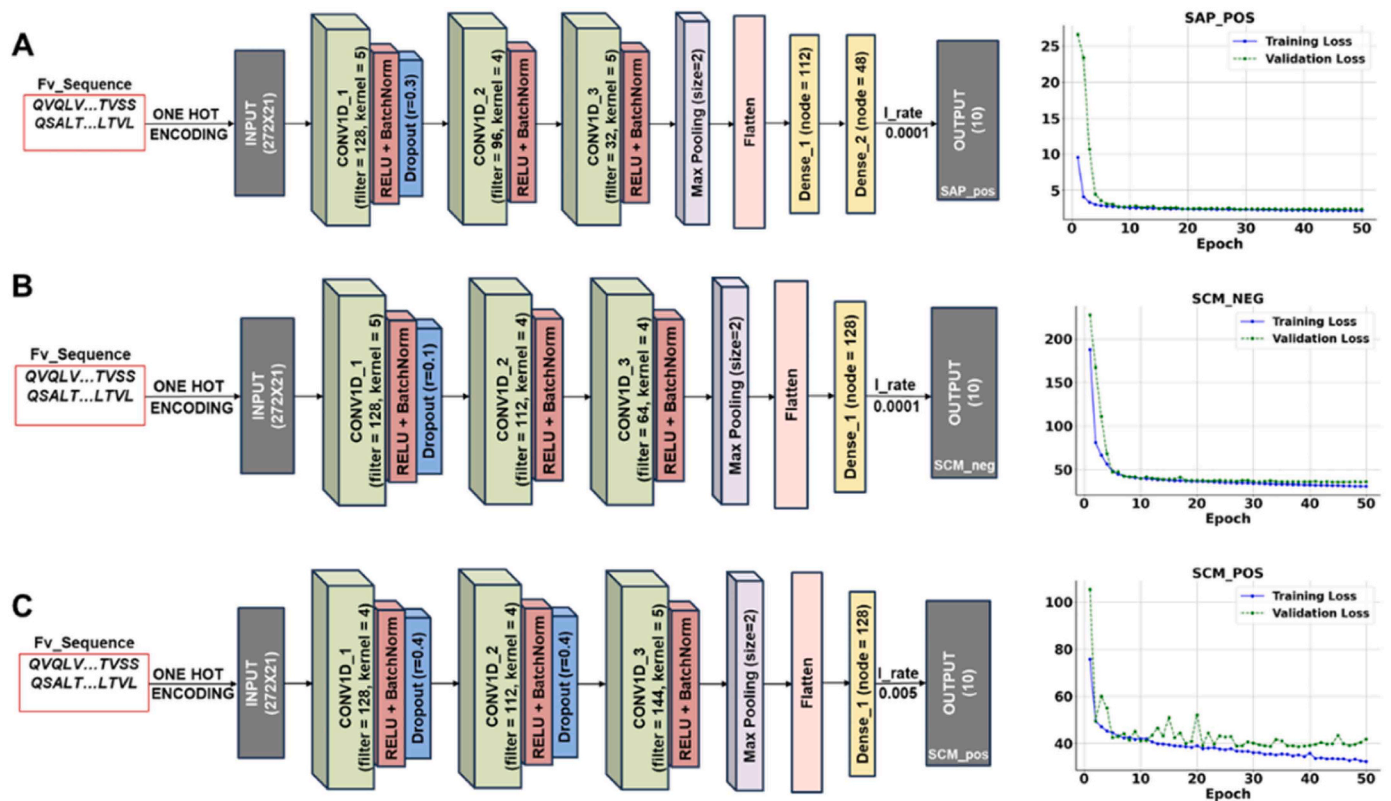 A
Fv_Sequence
QVQLV...TVSS
QSALT...LTVL
ONE HOT
ENCODING
INPUT
(272X21)
CONV1D_1
(filter = 128, kernel = 5)
RELU + BatchNorm
Dropout (r=0.3)
CONV1D_2
(filter = 96, kernel = 4)
RELU + BatchNorm
CONV1D_3
(filter = 32, kernel = 5)
RELU + BatchNorm
Max Pooling (size=2)
Flatten
Dense_1 (node = 112)
Dense_2 (node = 48)
l_rate
0.0001
OUTPUT
(10)
SAP_pos
SAP_POS
Training Loss
Validation Loss
25
20
15
10
5
0 10 20 30 40 50
Epoch
B
Fv_Sequence
QVQLV...TVSS
QSALT...LTVL
ONE HOT
ENCODING
INPUT
(272X21)
CONV1D_1
(filter = 128, kernel = 5)
RELU + BatchNorm
Dropout (r=0.1)
CONV1D_2
(filter = 112, kernel = 4)
RELU + BatchNorm
CONV1D_3
(filter = 64, kernel = 4)
RELU + BatchNorm
Max Pooling (size=2)
Flatten
Dense_1 (node = 128)
l_rate
0.0001
OUTPUT
(10)
SCM_neg
SCM_NEG
Training Loss
Validation Loss
200
150
100
50
0 10 20 30 40 50
Epoch
C
Fv_Sequence
QVQLV...TVSS
QSALT...LTVL
ONE HOT
ENCODING
INPUT
(272X21)
CONV1D_1
(filter = 128, kernel = 4)
RELU + BatchNorm
Dropout (r=0.4)
CONV1D_2
(filter = 112, kernel = 4)
RELU + BatchNorm
Dropout (r=0.4)
CONV1D_3
(filter = 144, kernel = 5)
RELU + BatchNorm
Max Pooling (size=2)
Flatten
Dense_1 (node = 128)
l_rate
0.005
OUTPUT
(10)
SCM_pos
SCM_POS
Training Loss
Validation Loss
100
80
60
40
0 10 20 30 40 50
Epoch